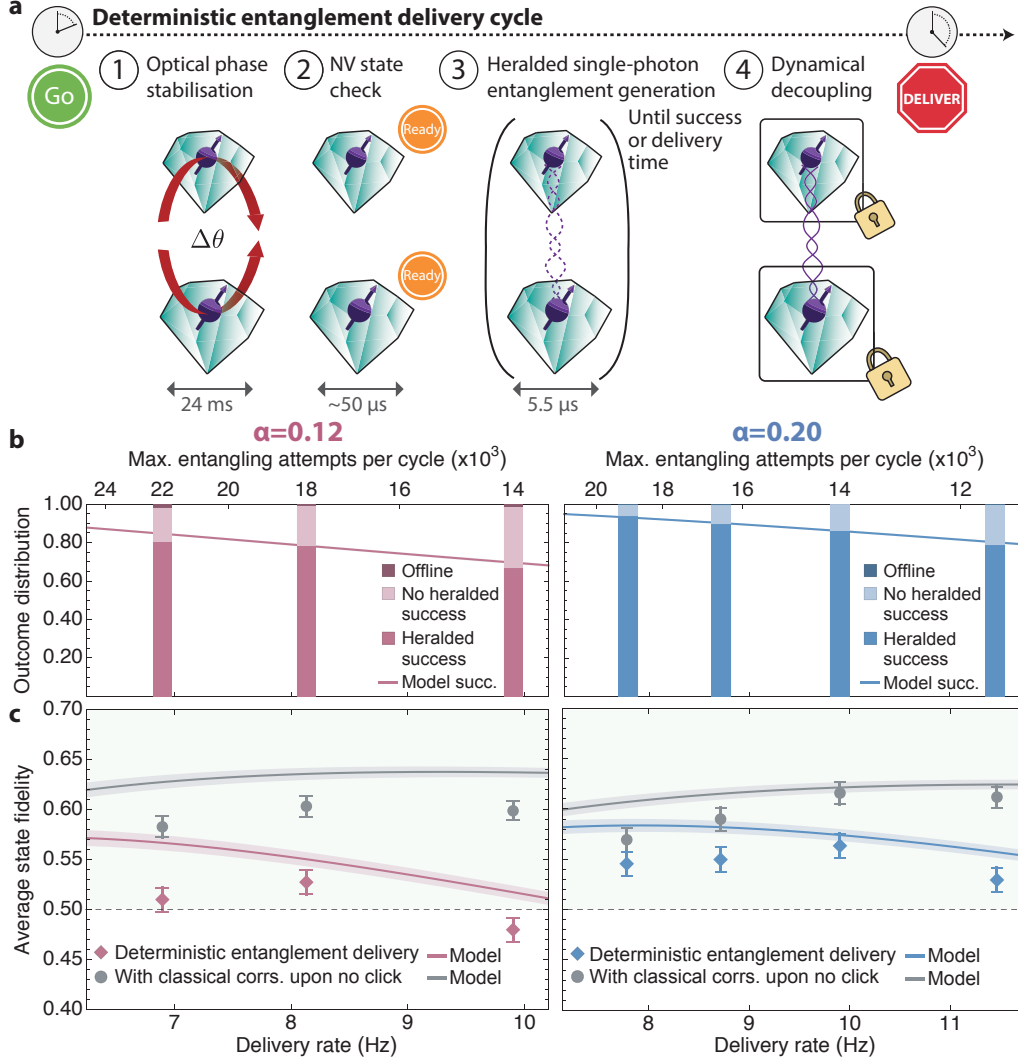 a
Deterministic entanglement delivery cycle
Go
1 Optical phase
stabilisation
2 NV state
check
3 Heralded single-photon
entanglement generation
4 Dynamical
decoupling
DELIVER
Ready
Until success
or delivery
time
Δθ
Ready
24 ms
~50 µs
5.5 µs
b
α=0.12
Max. entangling attempts per cycle (x10³)
24 22 20 18 16 14
Outcome distribution
1.00
0.80
0.60
0.40
0.20
Offline
No heralded
success
Heralded
success
Model succ.
α=0.20
Max. entangling attempts per cycle (x10³)
20 18 16 14 12
Offline
No heralded
success
Heralded
success
Model succ.
c
Average state fidelity
0.70
0.65
0.60
0.55
0.50
0.45
0.40
Deterministic entanglement delivery Model
With classical corrs. upon no click Model
7 8 9 10
Delivery rate (Hz)
Deterministic entanglement delivery Model
With classical corrs. upon no click Model
8 9 10 11
Delivery rate (Hz)